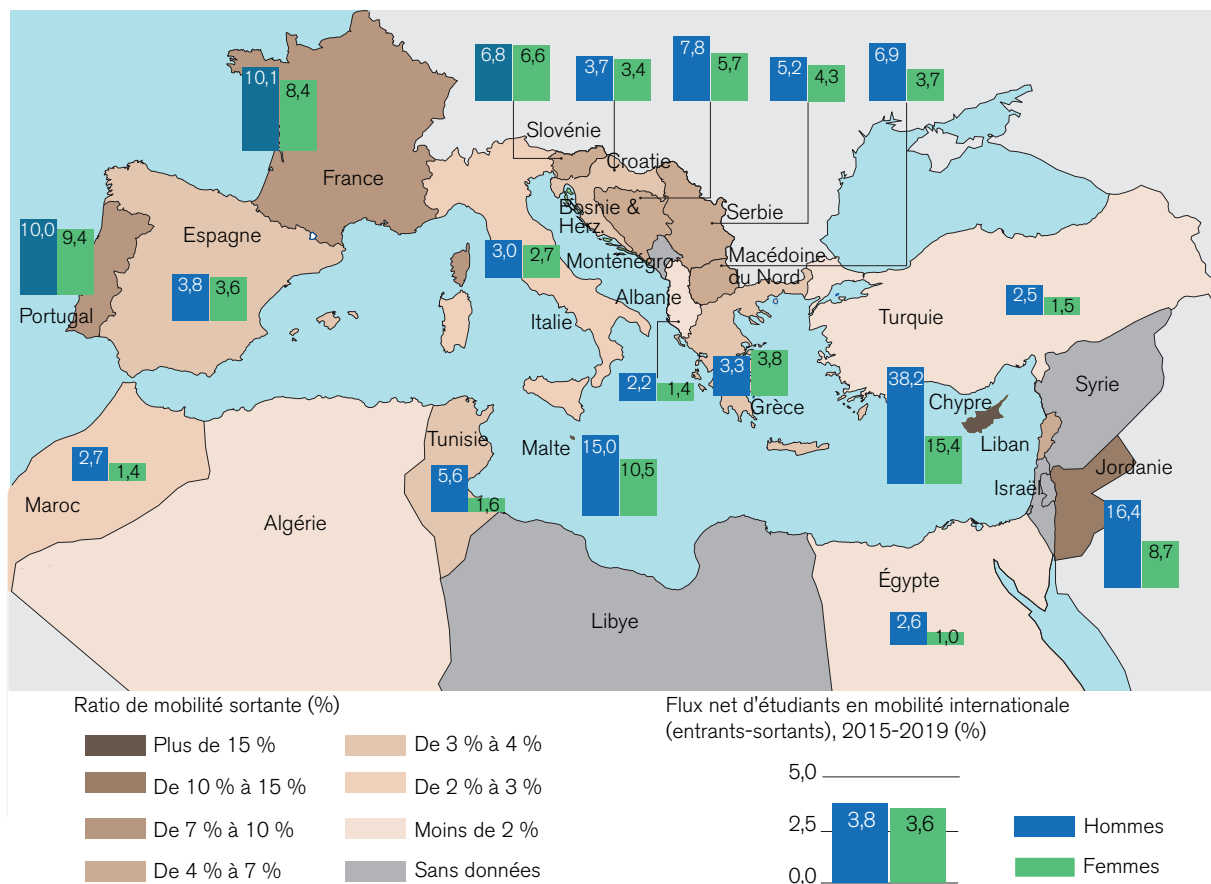 6,8
6,6
3,7
3,4
7,8
5,7
5,2
4,3
6,9
3,7
10,1
8,4
Slovénie
Croatie
France
Bosnie &
Herz.
Serbie
10,0
9,4
Espagne
3,8
3,6
3,0
2,7
Monténégro
Macédoine
du Nord
Albanie
Portugal
Italie
Turquie
2,5
1,5
2,2
1,4
3,3
3,8
Grèce
38,2
15,4
Chypre
Syrie
Liban
Jordanie
Israël
16,4
8,7
Tunisie
5,6
1,6
Malte
15,0
10,5
2,7
1,4
Maroc
Algérie
Libye
Égypte
2,6
1,0
Ratio de mobilité sortante (%)
Plus de 15 %
De 10 % à 15 %
De 7 % à 10 %
De 4 % à 7 %
De 3 % à 4 %
De 2 % à 3 %
Moins de 2 %
Sans données
Flux net d'étudiants en mobilité internationale
(entrants-sortants), 2015-2019 (%)
5,0
2,5
0,0
3,8
3,6
Hommes
Femmes